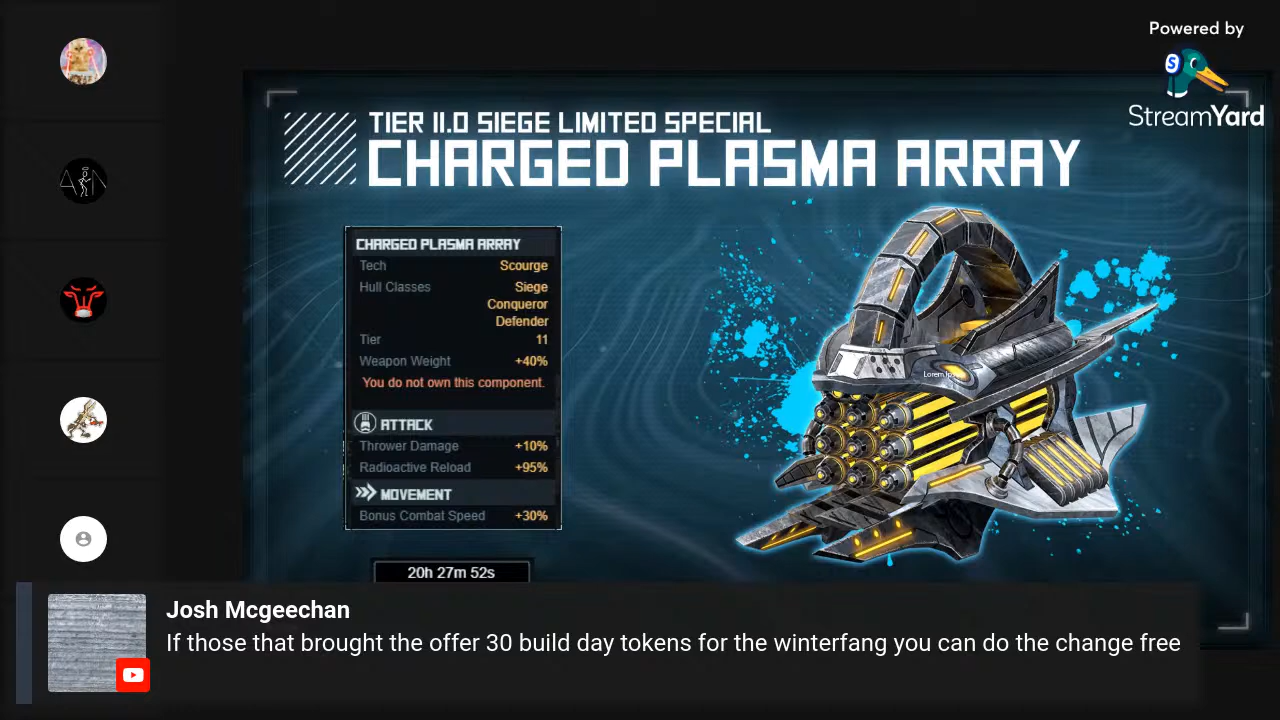 Powered by
StreamYard
TIER 11.0 SIEGE LIMITED SPECIAL
CHARGED PLASMA ARRAY
CHARGED PLASMA ARRAY
Tech Scourge
Hull Classes Siege
Conqueror
Defender
Tier 11
Weapon Weight +40%
You do not own this component.
ATTACK
Thrower Damage +10%
Radioactive Reload +95%
MOVEMENT
Bonus Combat Speed +30%
20h 27m 52s
Josh Mcgeechan
If those that brought the offer 30 build day tokens for the winterfang you can do the change free